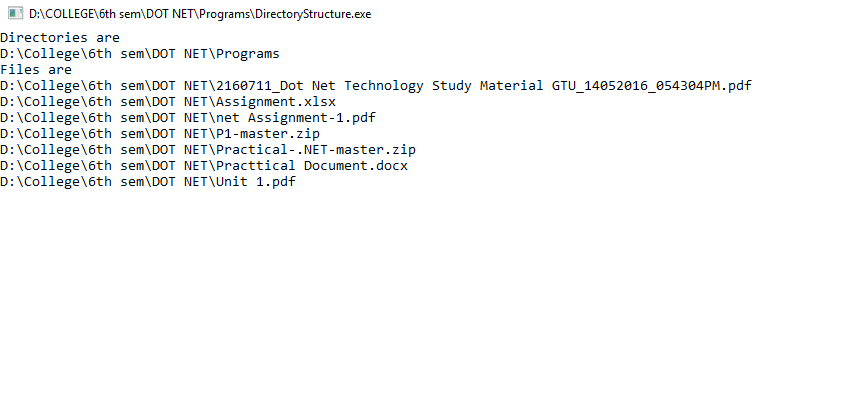 D:\COLLEGE\6th sem\DOT NET\Programs\DirectoryStructure.exe
Directories are
D:\College\6th sem\DOT NET\Programs
Files are
D:\College\6th sem\DOT NET\2160711_Dot Net Technology Study Material GTU_14052016_054304PM.pdf
D:\College\6th sem\DOT NET\Assignment.xlsx
D:\College\6th sem\DOT NET\net Assignment-1.pdf
D:\College\6th sem\DOT NET\P1-master.zip
D:\College\6th sem\DOT NET\Practical-.NET-master.zip
D:\College\6th sem\DOT NET\Practtical Document.docx
D:\College\6th sem\DOT NET\Unit 1.pdf